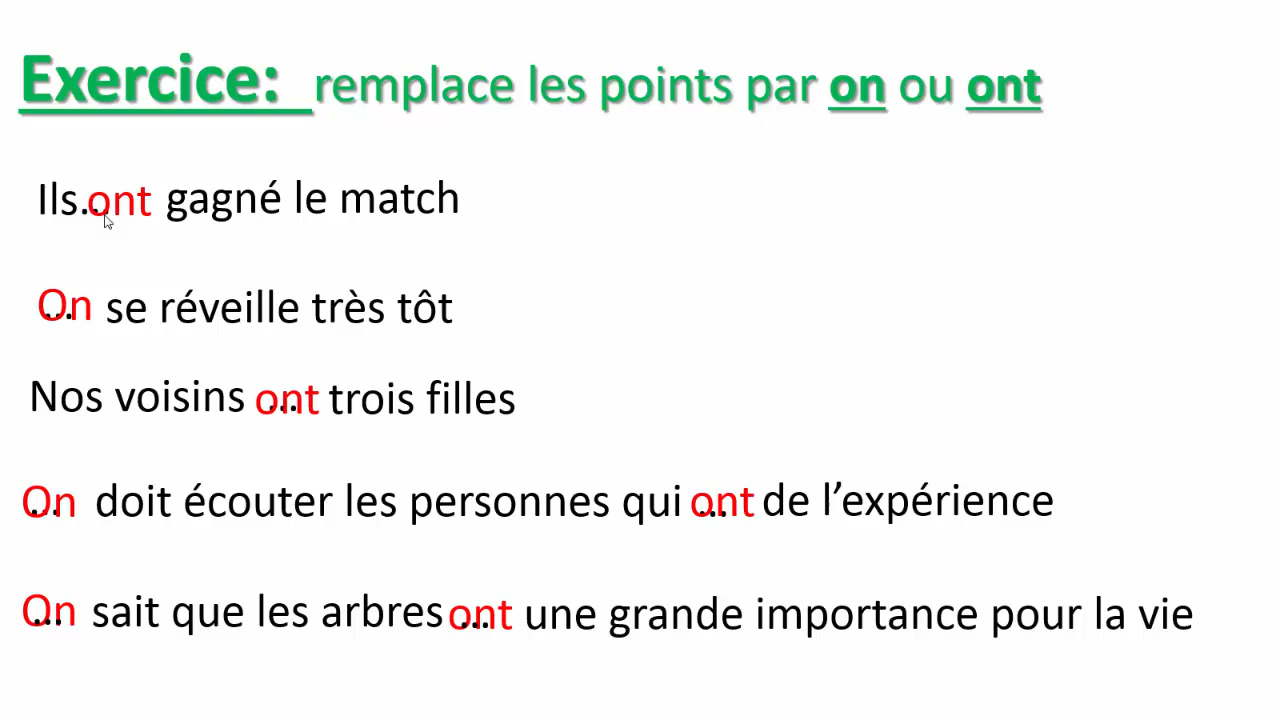 Exercice: remplace les points par on ou ont
Ils..ont gagné le match
On se réveille très tôt
Nos voisins ont trois filles
On doit écouter les personnes qui ont de l’expérience
On sait que les arbres ont une grande importance pour la vie